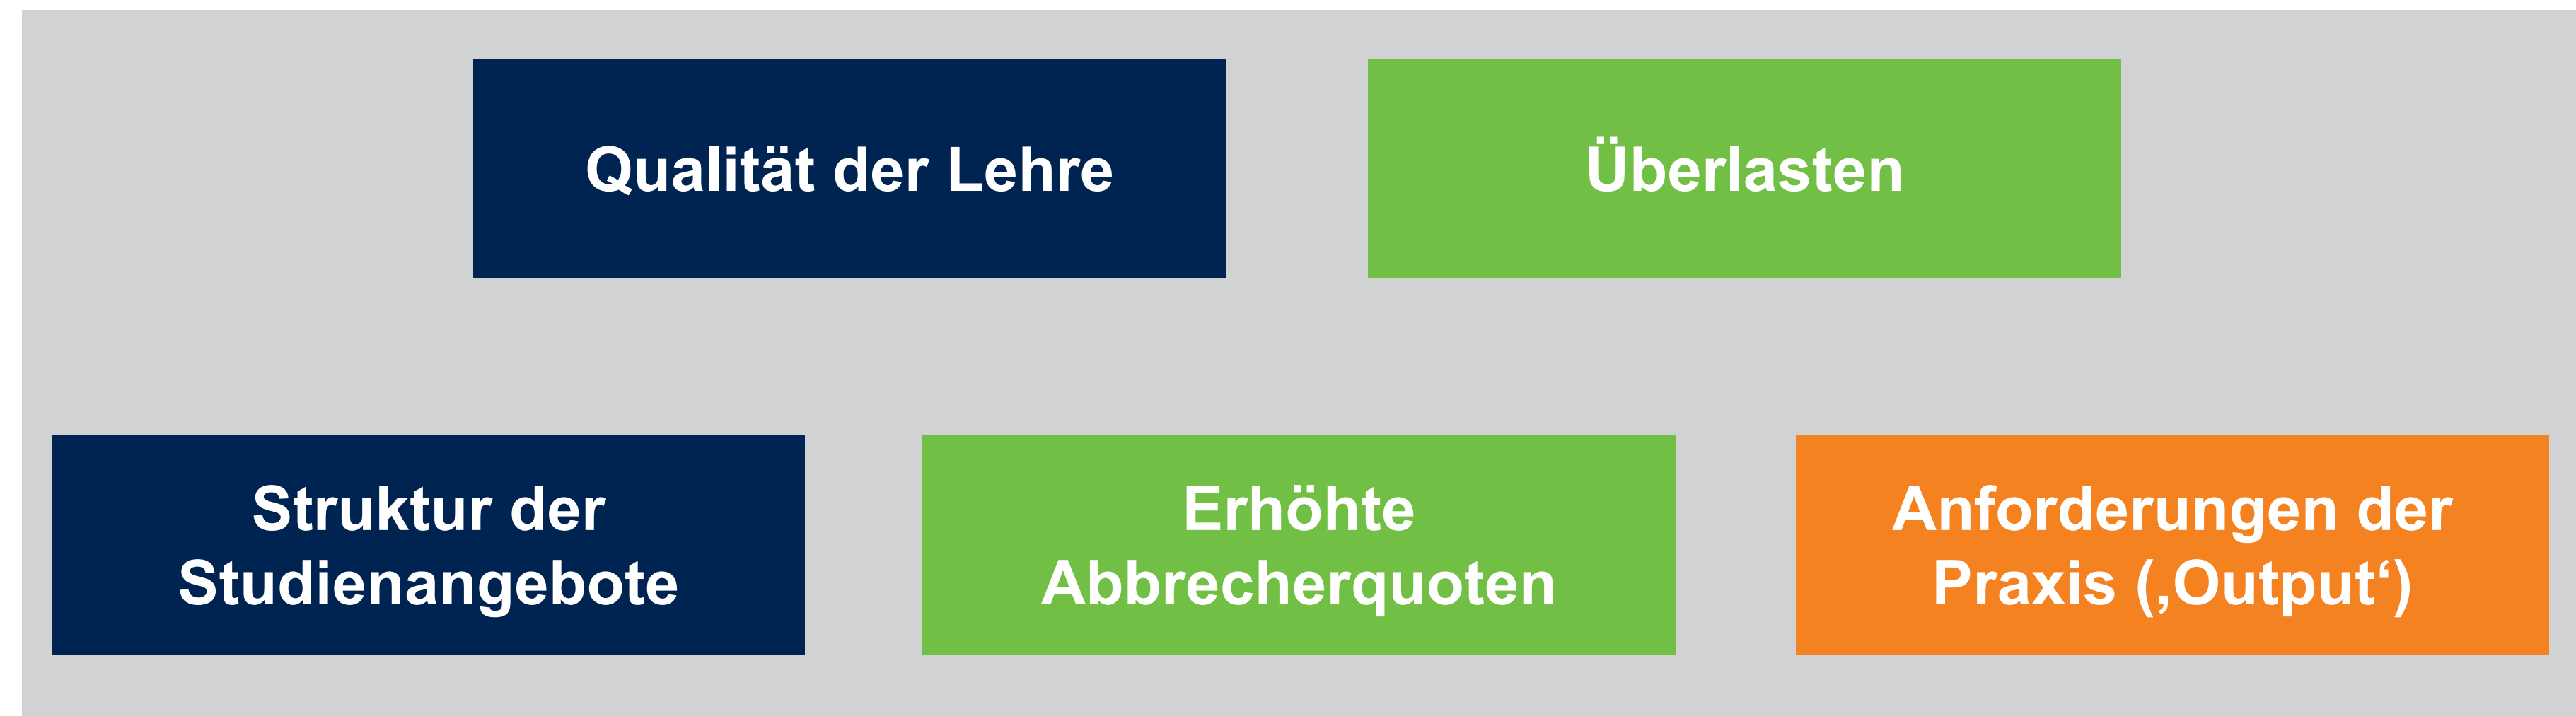 Qualität der Lehre
Überlasten
Struktur der
Studienangebote
Erhöhte
Abbrecherquoten
Anforderungen der
Praxis (‚Output‘)